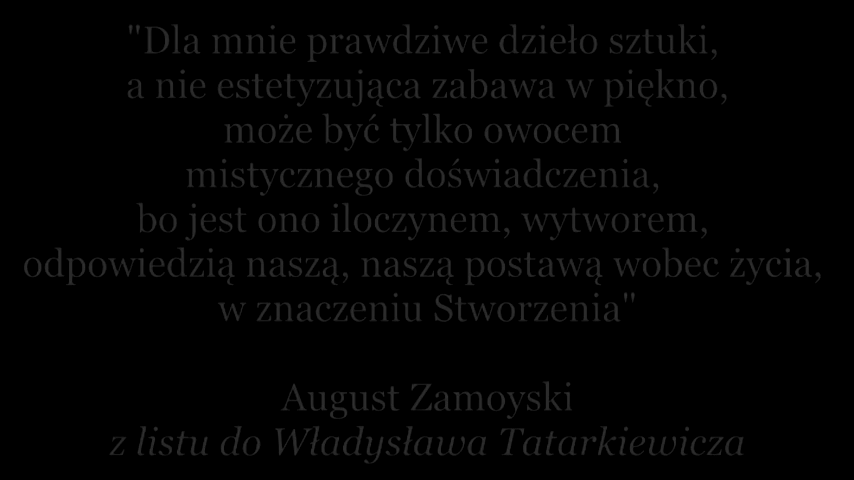 "Dla mnie prawdziwe dzieło sztuki,
a nie estetyzująca zabawa w piękno,
może być tylko owocem
mistycznego doświadczenia,
bo jest ono iloczynem, wytworem,
odpowiedzią naszą, naszą postawą wobec życia,
w znaczeniu Stworzenia"
August Zamoyski
z listu do Władysława Tatarkiewicza